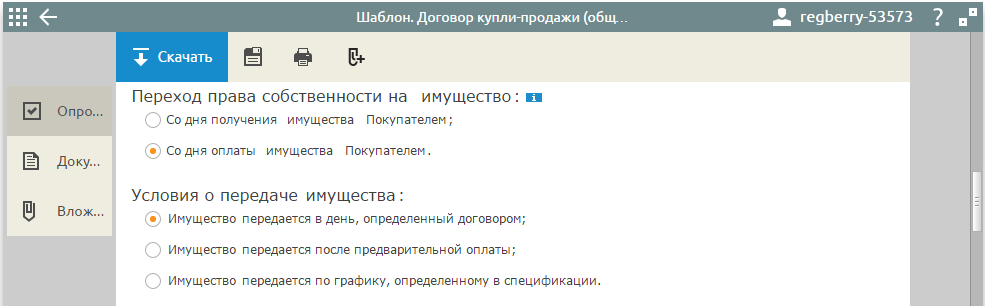 Шаблон. Договор купли-продажи (общ... regberry-53573 ?
Скачать
Переход права собственности на имущество: i
Опро...
Со дня получения имущества Покупателем;
Со дня оплаты имущества Покупателем.
Доку...
Условия о передаче имущества:
Влож...
Имущество передается в день, определенный договором;
Имущество передается после предварительной оплаты;
Имущество передается по графику, определенному в спецификации.